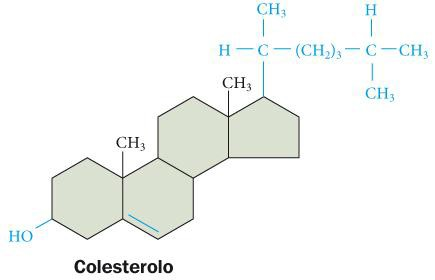 CH₃ H
H — C — (CH₂)₃ — C — CH₃
CH₃ CH₃
CH₃
HO
Colesterolo